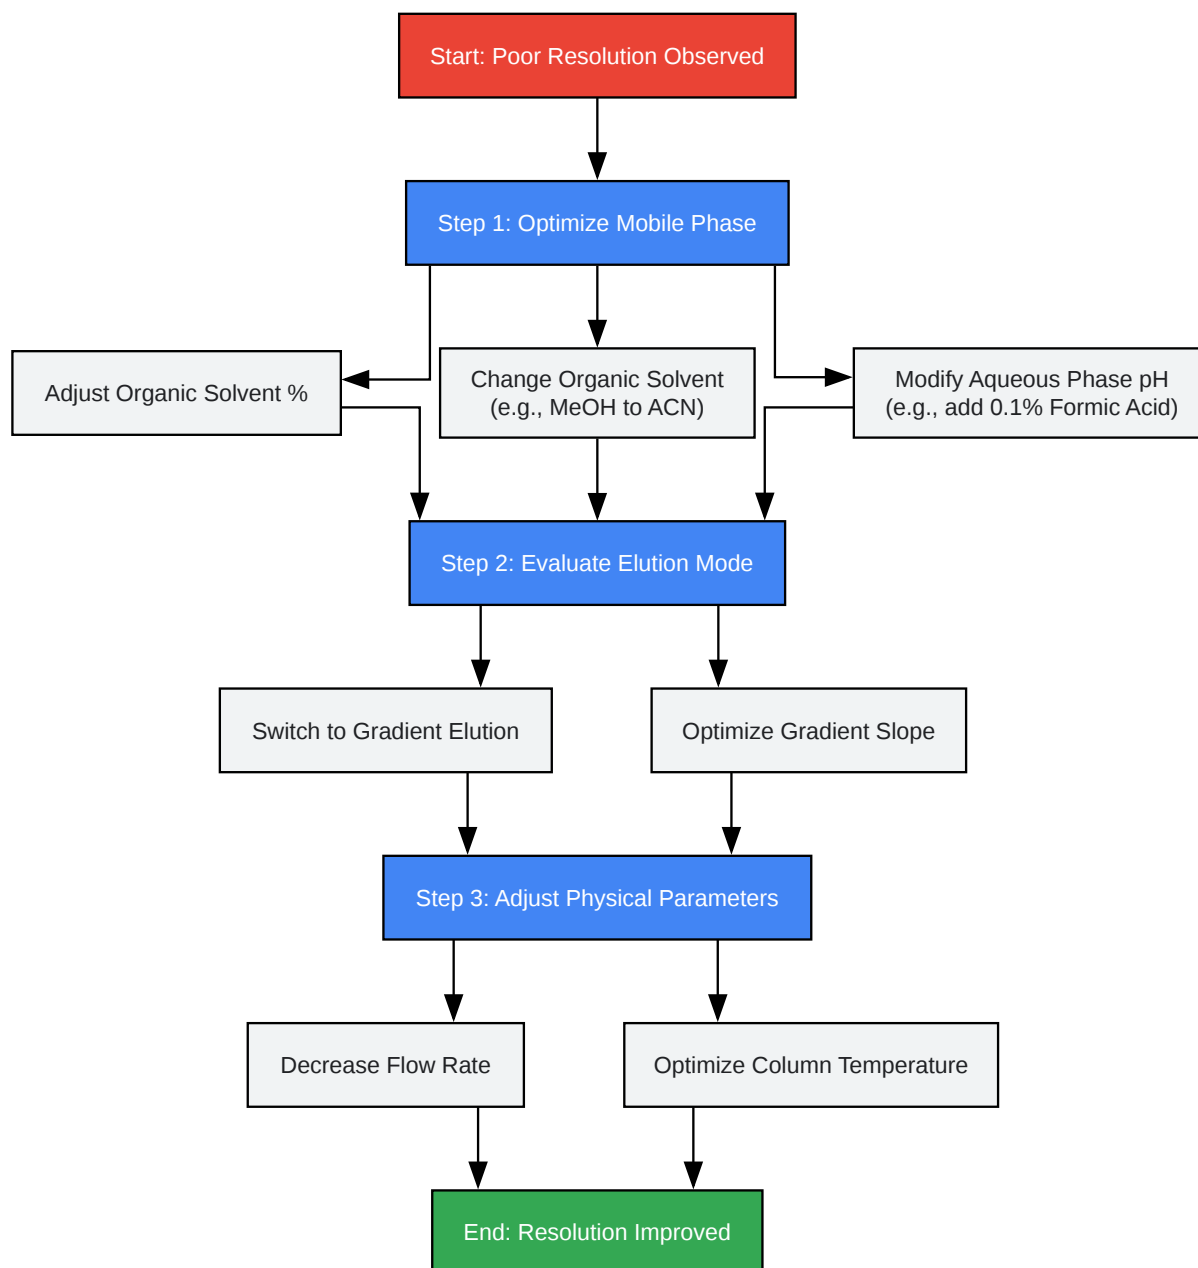 Start: Poor Resolution Observed
Step 1: Optimize Mobile Phase
Adjust Organic Solvent %
Change Organic Solvent
(e.g., MeOH to ACN)
Modify Aqueous Phase pH
(e.g., add 0.1% Formic Acid)
Step 2: Evaluate Elution Mode
Switch to Gradient Elution
Optimize Gradient Slope
Step 3: Adjust Physical Parameters
Decrease Flow Rate
Optimize Column Temperature
End: Resolution Improved